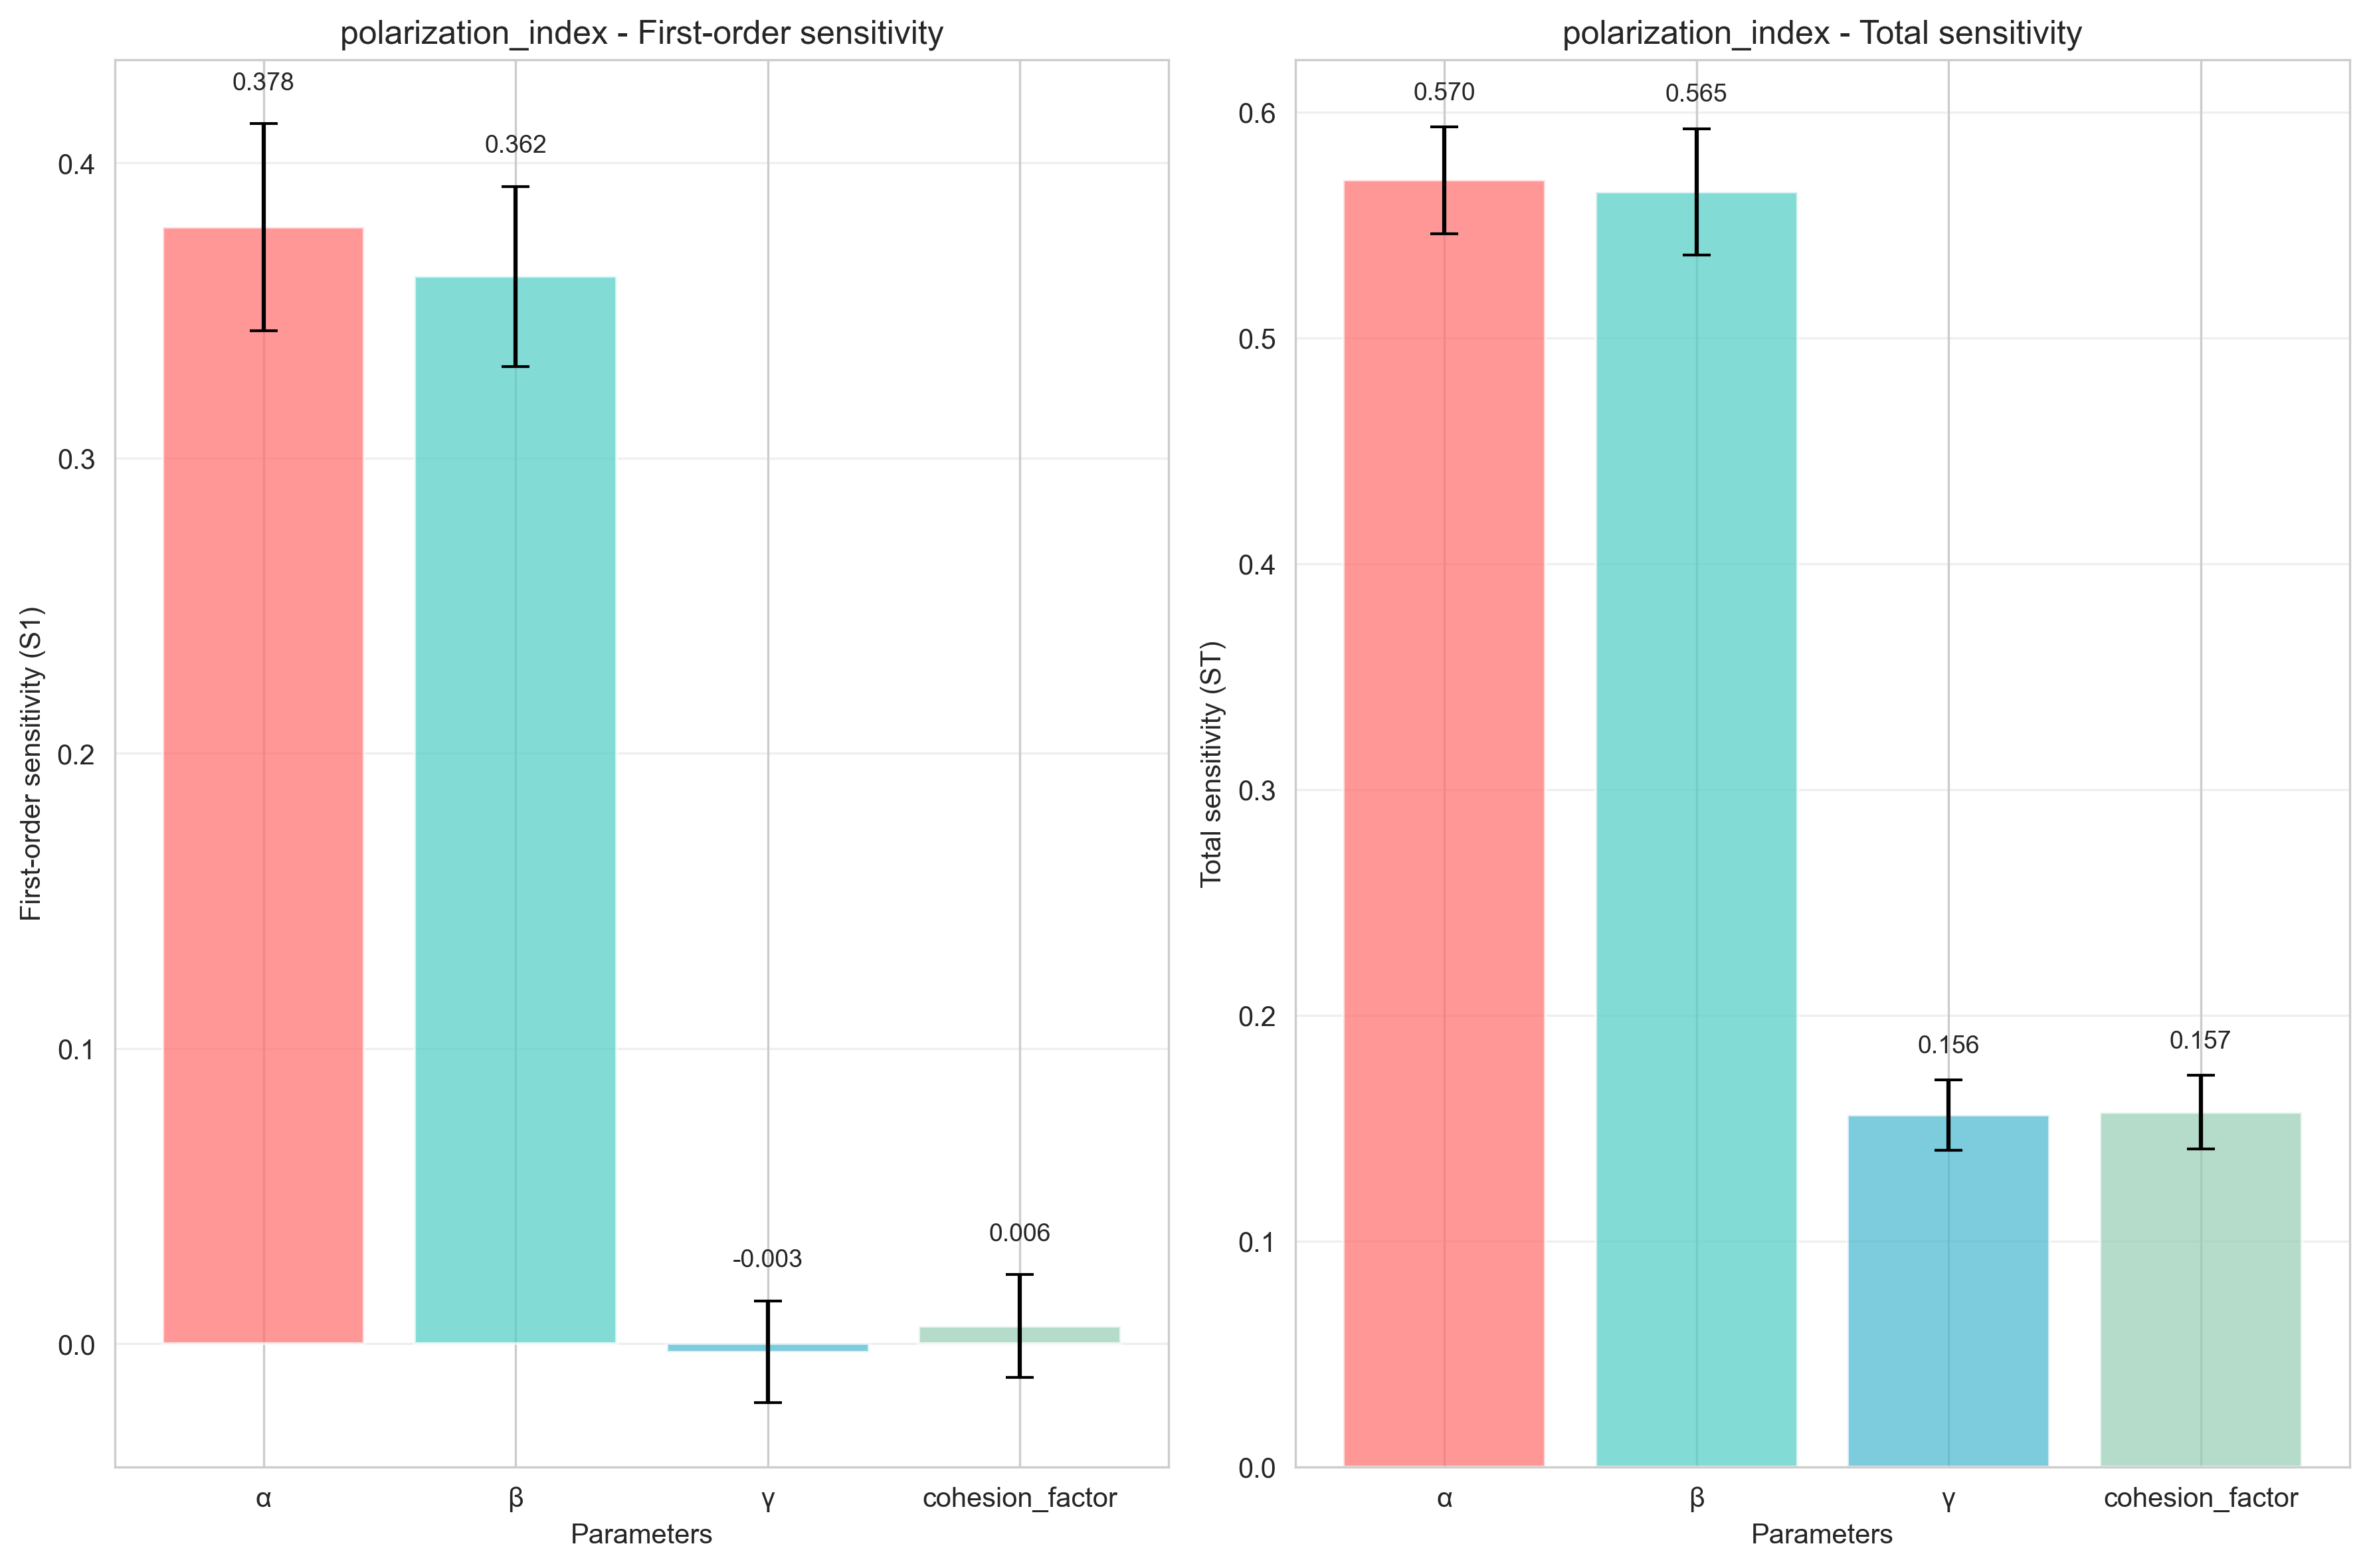 polarization_index - First-order sensitivity
0.378
0.362
-0.003
0.006
0.4
0.3
0.2
0.1
0.0
First-order sensitivity (S1)
α
β
γ
cohesion_factor
Parameters
polarization_index - Total sensitivity
0.570
0.565
0.156
0.157
0.6
0.5
0.4
0.3
0.2
0.1
0.0
Total sensitivity (ST)
α
β
γ
cohesion_factor
Parameters